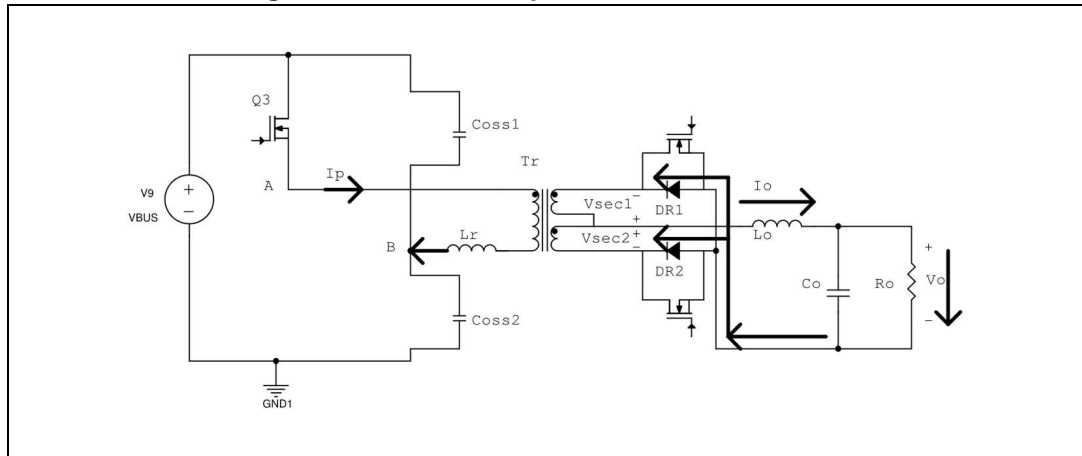 Q3
Coss1
Tr
V9
VBUS
A
Ip
Vsec1
−
DR1
Io
+
B
Lr
Vsec2
+
−
DR2
Lo
Coss2
Co
Ro
+
Vo
−
GND1